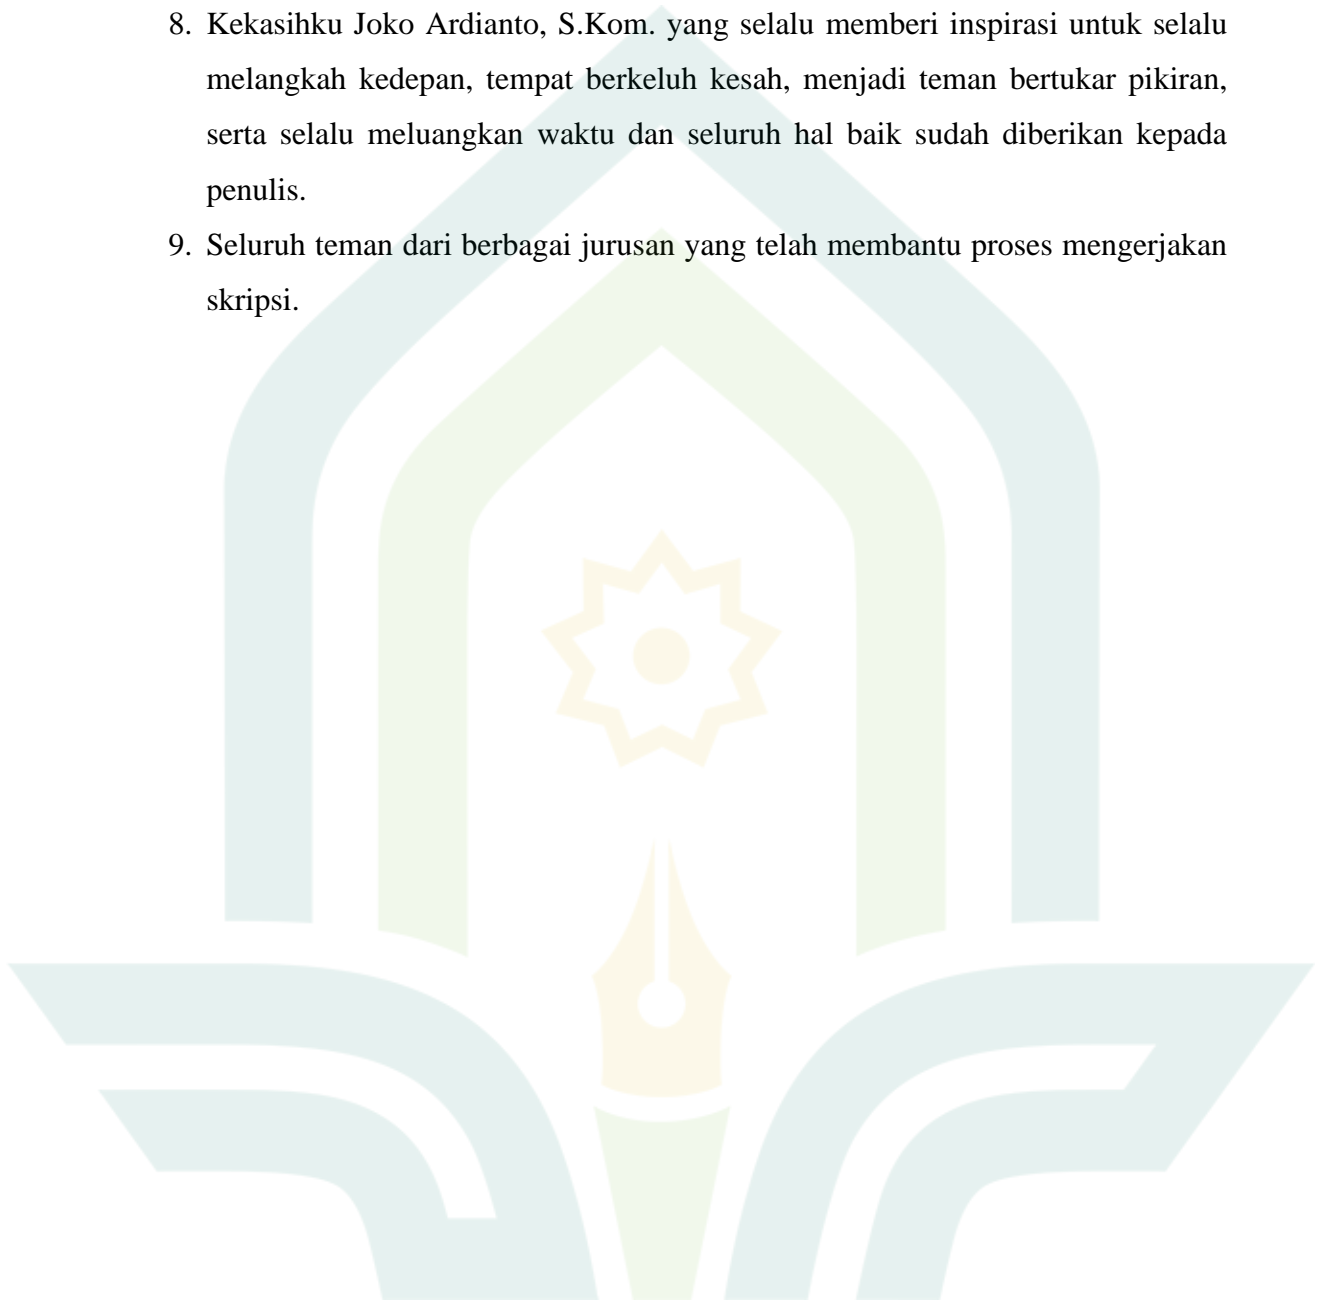 8. Kekasihku Joko Ardianto, S.Kom. yang selalu memberi inspirasi untuk selalu
melangkah kedepan, tempat berkeluh kesah, menjadi teman bertukar pikiran,
serta selalu meluangkan waktu dan seluruh hal baik sudah diberikan kepada
penulis.
9. Seluruh teman dari berbagai jurusan yang telah membantu proses mengerjakan
skripsi.